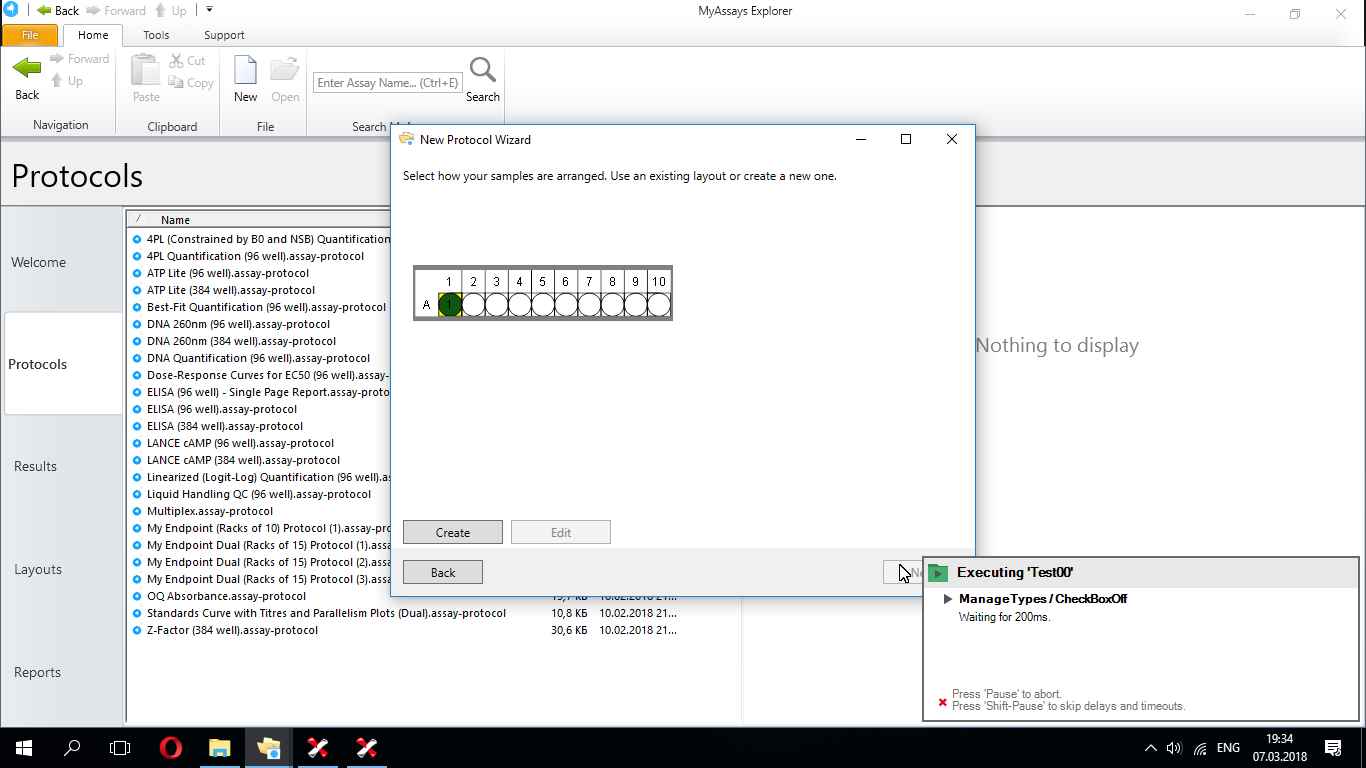 Back Forward Up
MyAssays Explorer
File Home Tools Support
Back
Forward
Up
Navigation
Paste
Cut
Copy
Clipboard
New
Open
File
Enter Assay Name... (Ctrl+E)
Search
Search
Protocols
Welcome
Protocols
Results
Layouts
Reports
/ Name
4PL (Constrained by B0 and NSB) Quantification
4PL Quantification (96 well).assay-protocol
ATP Lite (96 well).assay-protocol
ATP Lite (384 well).assay-protocol
Best-Fit Quantification (96 well).assay-protocol
DNA 260nm (96 well).assay-protocol
DNA 260nm (384 well).assay-protocol
DNA Quantification (96 well).assay-protocol
Dose-Response Curves for EC50 (96 well).assay-
ELISA (96 well) - Single Page Report.assay-proto
ELISA (96 well).assay-protocol
ELISA (384 well).assay-protocol
LANCE cAMP (96 well).assay-protocol
LANCE cAMP (384 well).assay-protocol
Linearized (Logit-Log) Quantification (96 well).as
Liquid Handling QC (96 well).assay-protocol
Multiplex.assay-protocol
My Endpoint (Racks of 10) Protocol (1).assay-pro
My Endpoint Dual (Racks of 15) Protocol (1).assa
My Endpoint Dual (Racks of 15) Protocol (2).assa
My Endpoint Dual (Racks of 15) Protocol (3).assa
OQ Absorbance.assay-protocol 19,7 КБ 10.02.2018 21...
Standards Curve with Titres and Parallelism Plots (Dual).assay-protocol 10,8 КБ 10.02.2018 21...
Z-Factor (384 well).assay-protocol 30,6 КБ 10.02.2018 21...
New Protocol Wizard
Select how your samples are arranged. Use an existing layout or create a new one.
1 2 3 4 5 6 7 8 9 10
A 1
Create Edit
Back
Nothing to display
Executing 'Test00'
ManageTypes / CheckBoxOff
Waiting for 200ms.
Press 'Pause' to abort.
Press 'Shift-Pause' to skip delays and timeouts.
ENG
19:34
07.03.2018